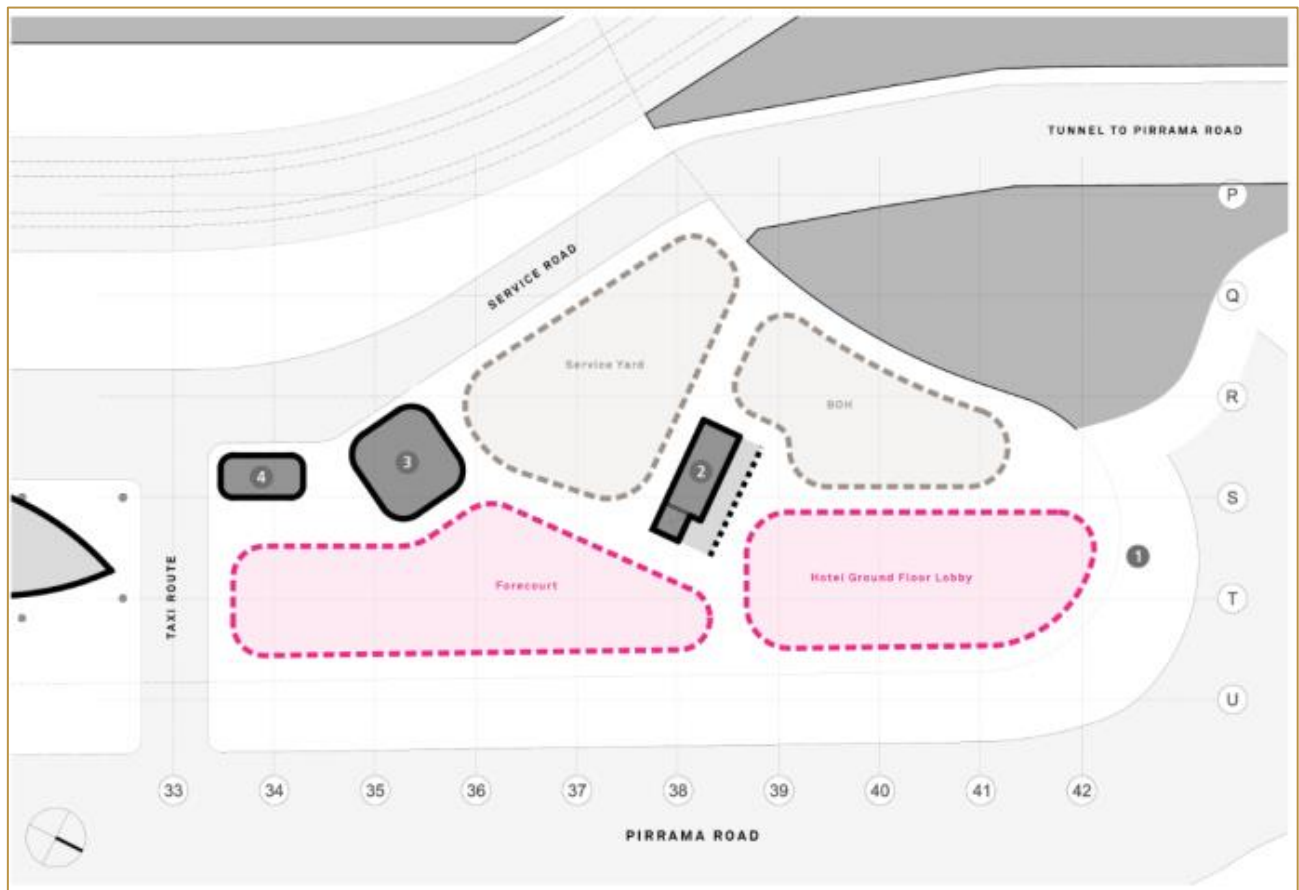 TUNNEL TO PIRRAMA ROAD
P
SERVICE ROAD
Q
Service Yard
R
BOH
4
3
2
S
TAXI ROUTE
Forecourt
Hotel Ground Floor Lobby
1
T
U
33 34 35 36 37 38 39 40 41 42
PIRRAMA ROAD